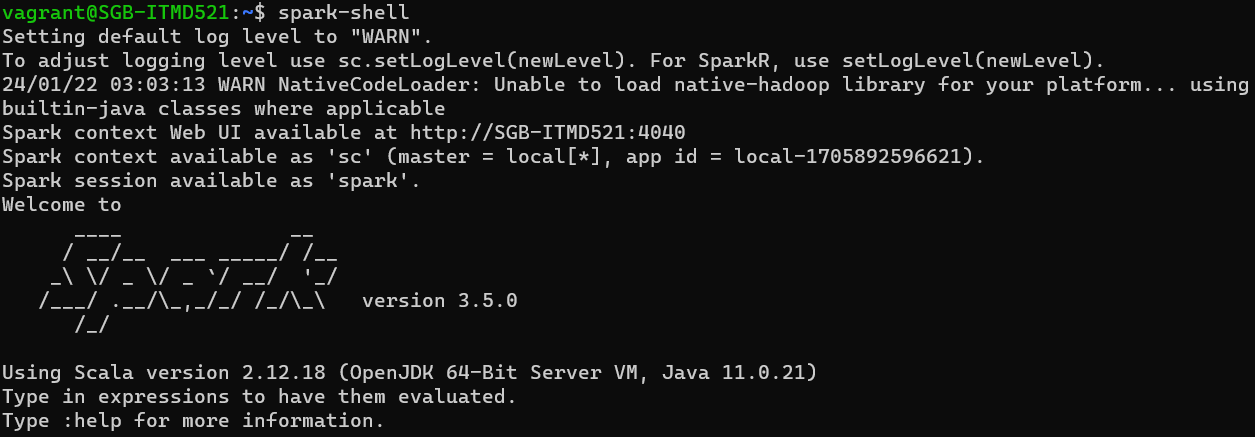 vagrant@SGB-ITMD521:~$ spark-shell
Setting default log level to "WARN".
To adjust logging level use sc.setLogLevel(newLevel). For SparkR, use setLogLevel(newLevel).
24/01/22 03:03:13 WARN NativeCodeLoader: Unable to load native-hadoop library for your platform... using
builtin-java classes where applicable
Spark context Web UI available at http://SGB-ITMD521:4040
Spark context available as 'sc' (master = local[*], app id = local-1705892596621).
Spark session available as 'spark'.
Welcome to
      ____              __
     / __/__  ___ _____/ /__
    _\ \/ _ \/ _ `/ __/  '_/
   /___/ .__/\_,_/_/ /_/\_\   version 3.5.0
      /_/
Using Scala version 2.12.18 (OpenJDK 64-Bit Server VM, Java 11.0.21)
Type in expressions to have them evaluated.
Type :help for more information.